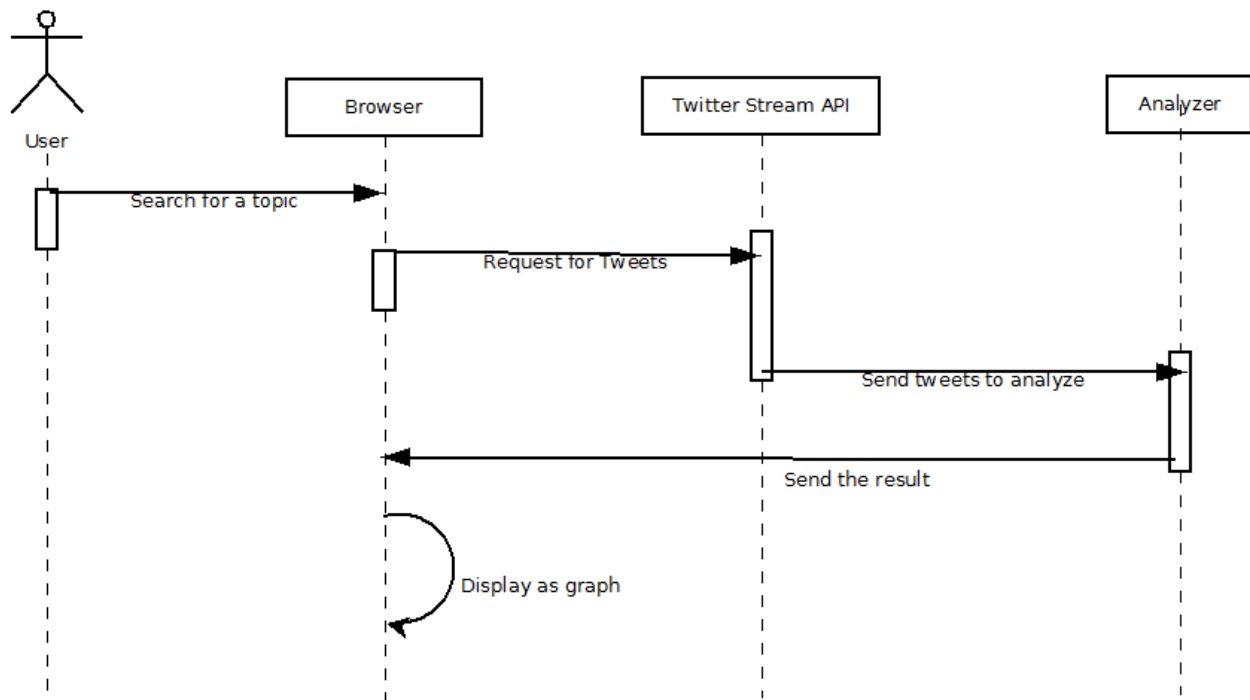 Browser
Twitter Stream API
Analyzer
User
Search for a topic
Request for Tweets
Send tweets to analyze
Send the result
Display as graph